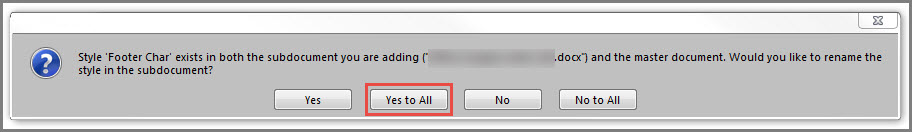 Style 'Footer Char' exists in both the subdocument you are adding (" .docx") and the master document. Would you like to rename
the style in the subdocument?
Yes
Yes to All
No
No to All